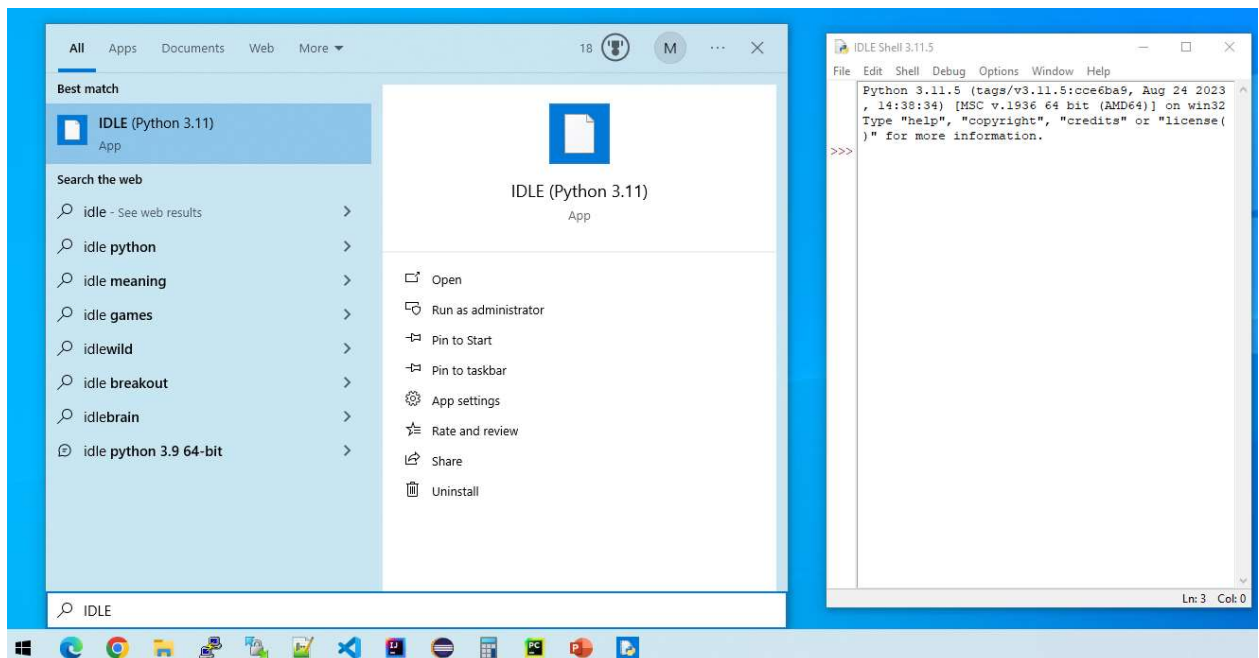 All Apps Documents Web More
18 M ...
Best match
IDLE (Python 3.11)
App
Search the web
idle - See web results
idle python
idle meaning
idle games
idlewild
idle breakout
idlebrain
idle python 3.9 64-bit
IDLE (Python 3.11)
App
Open
Run as administrator
Pin to Start
Pin to taskbar
App settings
Rate and review
Share
Uninstall
IDLE
IDLE Shell 3.11.5
File Edit Shell Debug Options Window Help
Python 3.11.5 (tags/v3.11.5:cce6ba9, Aug 24 2023
, 14:38:34) [MSC v.1936 64 bit (AMD64)] on win32
Type "help", "copyright", "credits" or "license(
)" for more information.
>>>
Ln: 3 Col: 0